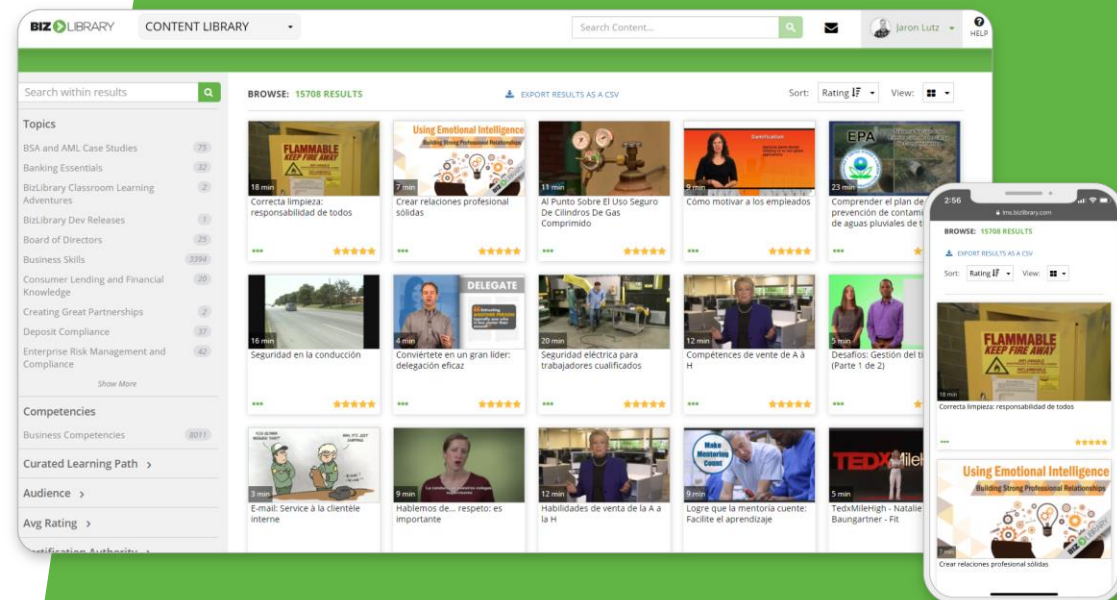 BIZLIBRARY
CONTENT LIBRARY
Search Content...
Jaron Lutz
HELP
Search within results
BROWSE: 15708 RESULTS
EXPORT RESULTS AS A CSV
Sort: Rating
View:
Topics
BSA and AML Case Studies 75
Banking Essentials 32
BizLibrary Classroom Learning
Adventures 2
BizLibrary Dev Releases 1
Board of Directors 25
Business Skills 3394
Consumer Lending and Financial
Knowledge 20
Creating Great Partnerships 2
Deposit Compliance 37
Enterprise Risk Management and
Compliance 42
Show More
Competencies
Business Competencies 8011
Curated Learning Path >
Audience >
Avg Rating >
Certification Authority >
FLAMMABLE
KEEP FIRE AWAY
18 min
Correcta limpieza:
responsabilidad de todos
Using Emotional Intelligence
Building Strong Professional Relationships
BIZLIBRARY
7 min
Crear relaciones profesional
sólidas
11 min
Al Punto Sobre El Uso Seguro
De Cilindros De Gas
Comprimido
Gamification
9 min
Cómo motivar a los empleados
EPA
23 min
Comprender el plan de
prevención de contami
de aguas pluviales de t
16 min
Seguridad en la conducción
DELEGATE
4 min
Conviértete en un gran líder:
delegación eficaz
20 min
Seguridad eléctrica para
trabajadores cualificados
12 min
Compétences de vente de A à
H
5 min
Desafíos: Gestión del ti
(Parte 1 de 2)
3 min
E-mail: Service à la clientèle
interne
9 min
Hablemos de... respeto: es
importante
12 min
Habilidades de venta de la A a
la H
Make
Mentoring
Count
9 min
Logre que la mentoría cuente:
Facilite el aprendizaje
TEDxMileH
5 min
TedxMileHigh - Natalie
Baungartner - Fit
2:56
lms.bizlibrary.com
BROWSE: 15708 RESULTS
EXPORT RESULTS AS A CSV
Sort: Rating
View:
FLAMMABLE
KEEP FIRE AWAY
18 min
Correcta limpieza: responsabilidad de todos
Using Emotional Intelligence
Building Strong Professional Relationships
BIZLIBRARY
7 min
Crear relaciones profesional sólidas